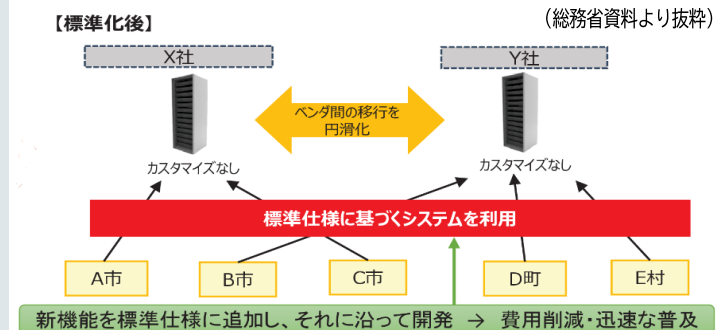 （総務省資料より抜粋）
【標準化後】
X社
Y社
ベンダ間の移行を
円滑化
カスタマイズなし
カスタマイズなし
標準仕様に基づくシステムを利用
A市
B市
C市
D町
E村
新機能を標準仕様に追加し、それに沿って開発 → 費用削減・迅速な普及